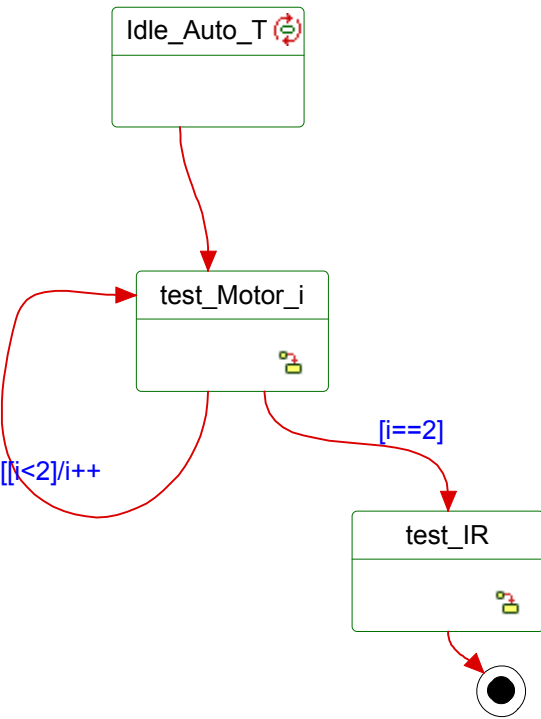 Idle_Auto_T
test_Motor_i
[i==2]
[[i<2]/i++
test_IR